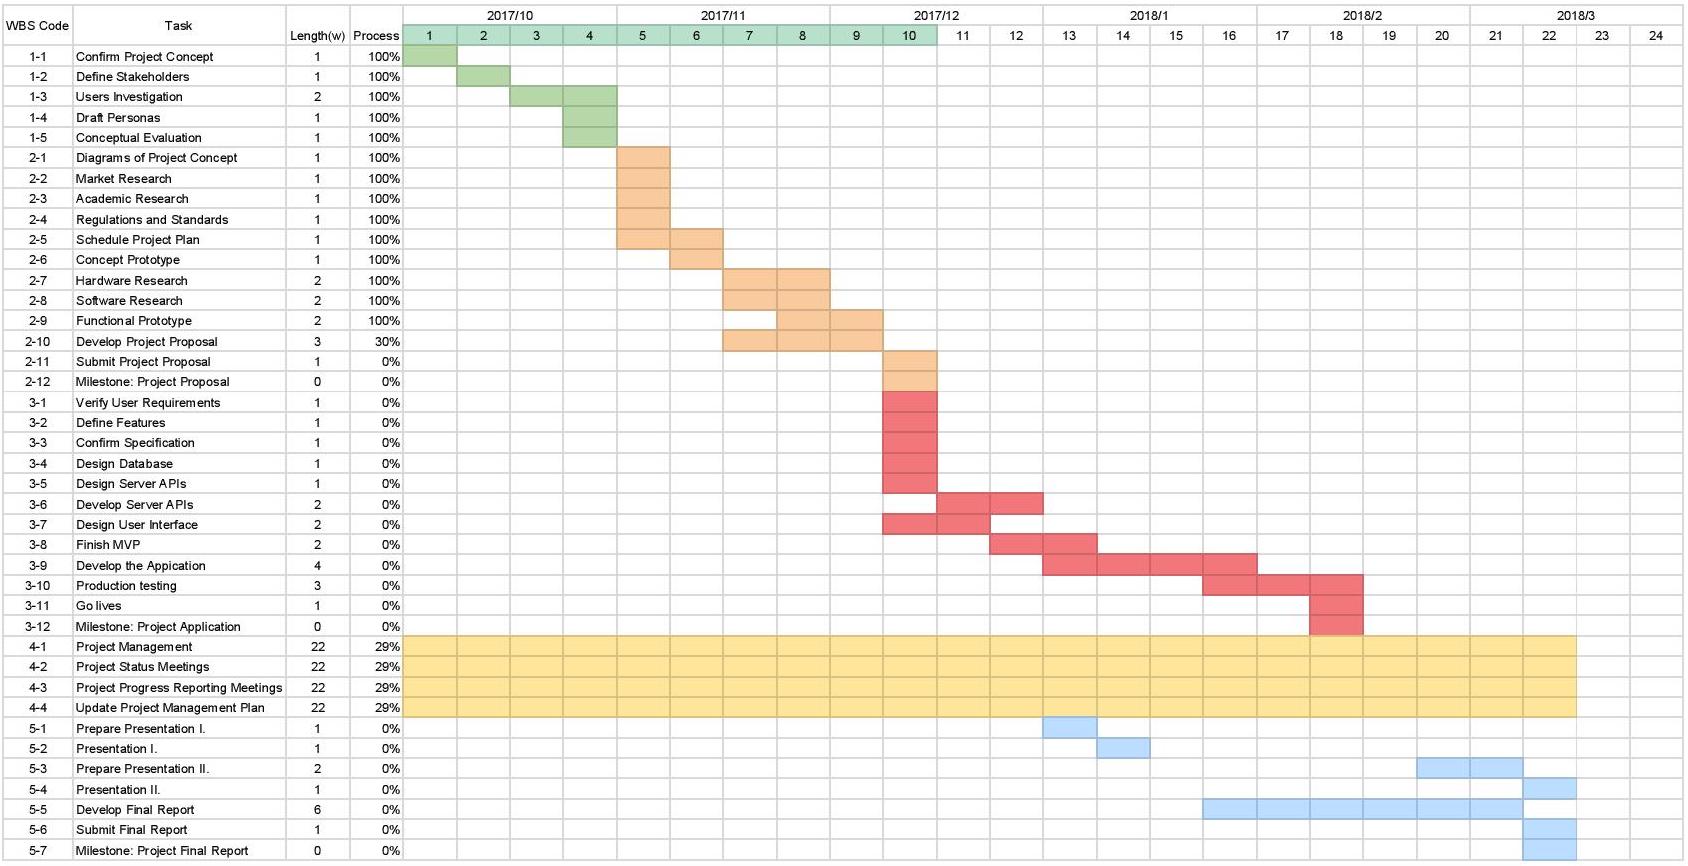 WBS Code Task Length(w) Process 2017/10 2017/11 2017/12 2018/1 2018/2 2018/3
1 2 3 4 5 6 7 8 9 10 11 12 13 14 15 16 17 18 19 20 21 22 23 24
1-1 Confirm Project Concept 1 100%
1-2 Define Stakeholders 1 100%
1-3 Users Investigation 2 100%
1-4 Draft Personas 1 100%
1-5 Conceptual Evaluation 1 100%
2-1 Diagrams of Project Concept 1 100%
2-2 Market Research 1 100%
2-3 Academic Research 1 100%
2-4 Regulations and Standards 1 100%
2-5 Schedule Project Plan 1 100%
2-6 Concept Prototype 1 100%
2-7 Hardware Research 2 100%
2-8 Software Research 2 100%
2-9 Functional Prototype 2 100%
2-10 Develop Project Proposal 3 30%
2-11 Submit Project Proposal 1 0%
2-12 Milestone: Project Proposal 0 0%
3-1 Verify User Requirements 1 0%
3-2 Define Features 1 0%
3-3 Confirm Specification 1 0%
3-4 Design Database 1 0%
3-5 Design Server APIs 1 0%
3-6 Develop Server APIs 2 0%
3-7 Design User Interface 2 0%
3-8 Finish MVP 2 0%
3-9 Develop the Appication 4 0%
3-10 Production testing 3 0%
3-11 Go lives 1 0%
3-12 Milestone: Project Application 0 0%
4-1 Project Management 22 29%
4-2 Project Status Meetings 22 29%
4-3 Project Progress Reporting Meetings 22 29%
4-4 Update Project Management Plan 22 29%
5-1 Prepare Presentation I. 1 0%
5-2 Presentation I. 1 0%
5-3 Prepare Presentation II. 2 0%
5-4 Presentation II. 1 0%
5-5 Develop Final Report 6 0%
5-6 Submit Final Report 1 0%
5-7 Milestone: Project Final Report 0 0%